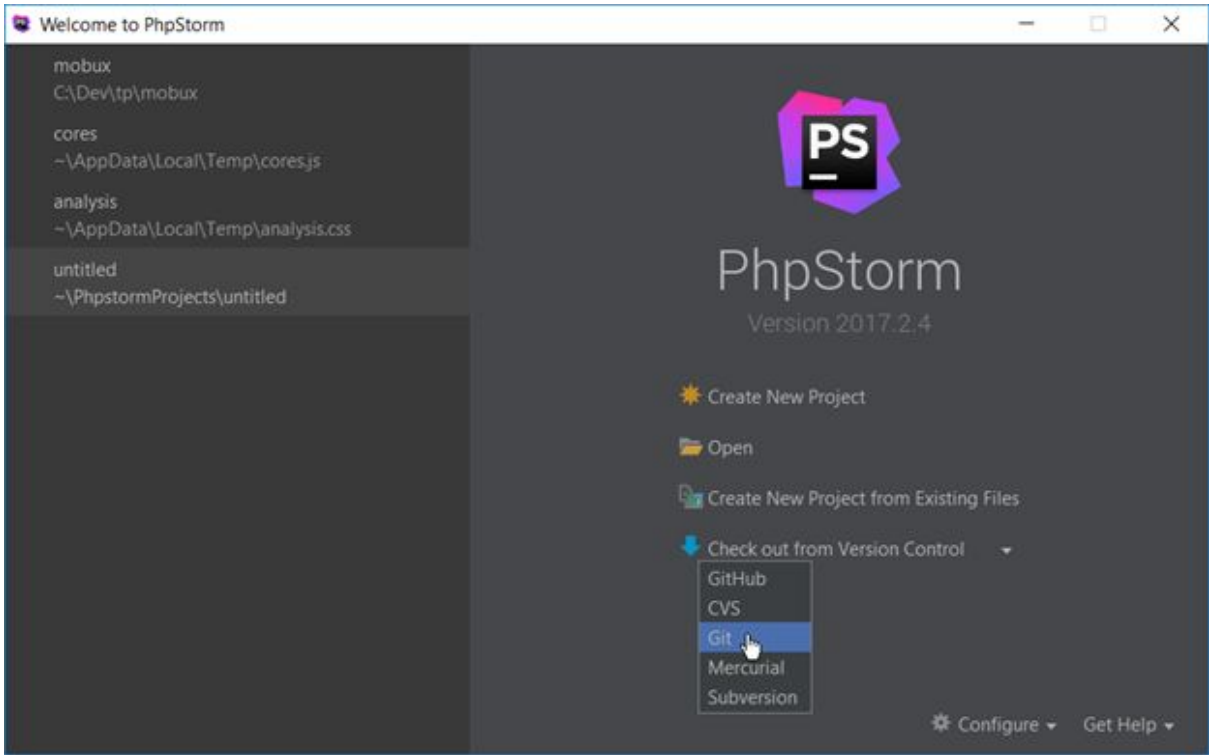 Welcome to PhpStorm
mobux
C:\Dev\tp\mobux
cores
~\AppData\Local\Temp\cores.js
analysis
~\AppData\Local\Temp\analysis.css
untitled
~\PhpstormProjects\untitled
PS
PhpStorm
Version 2017.2.4
Create New Project
Open
Create New Project from Existing Files
Check out from Version Control
GitHub
CVS
Git
Mercurial
Subversion
Configure
Get Help